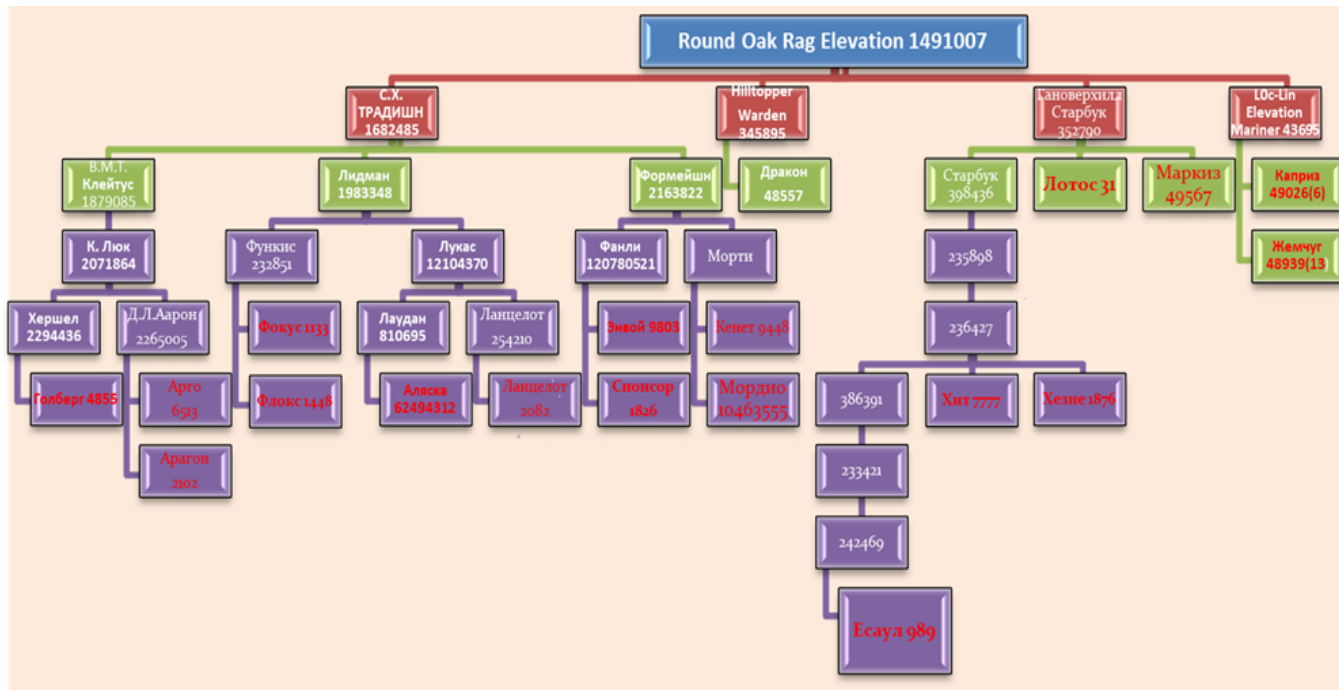 Round Oak Rag Elevation 1491007
С.Х.
ТРАДИШН
1682485
Hilltopper
Warden
345895
Гановерхилл
Старбук
352790
L0c-Lin
Elevation
Mariner 43695
В.М.Т.
Клейтус
1879085
Лидман
1983348
Формейшн
2163822
Дракон
48557
Старбук
398436
Лотос 31
Маркиз
49567
Каприз
49026(6)
К. Люк
2071864
Функис
232851
Лукас
12104370
Фанли
120780521
Морти
235898
Жемчуг
48939(13)
Хершел
2294436
Д.Л.Аарон
2265005
Фокус 1133
Лаудан
810695
Ланцелот
254210
Энвой 9803
Кенет 9448
236427
Голберг 4855
Арго
6513
Флокс 1448
Аляска
62494312
Ланцелот
2082
Спонсор
1826
Мордио
10463555
386391
Хит 7777
Хезне 1876
Арагон
2102
233421
242469
Есаул 989